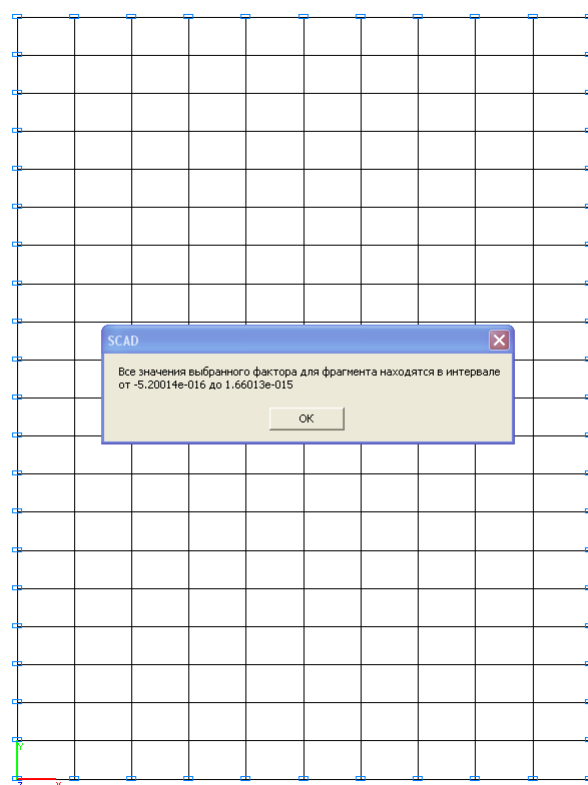 SCAD
Все значения выбранного фактора для фрагмента находятся в интервале
от -5.20014e-016 до 1.66013e-015
OK
Y
Z
X